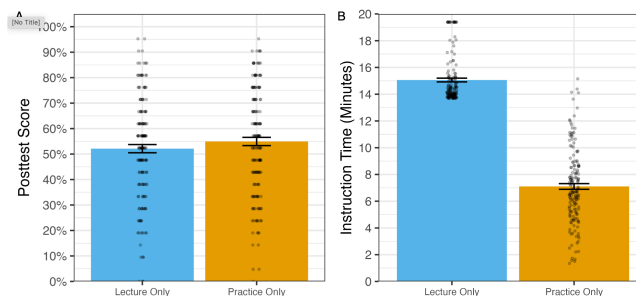 A
[No Title]
Posttest Score
100%
90%
80%
70%
60%
50%
40%
30%
20%
10%
0%
Lecture Only
Practice Only
B
Instruction Time (Minutes)
20
18
16
14
12
10
8
6
4
2
0
Lecture Only
Practice Only